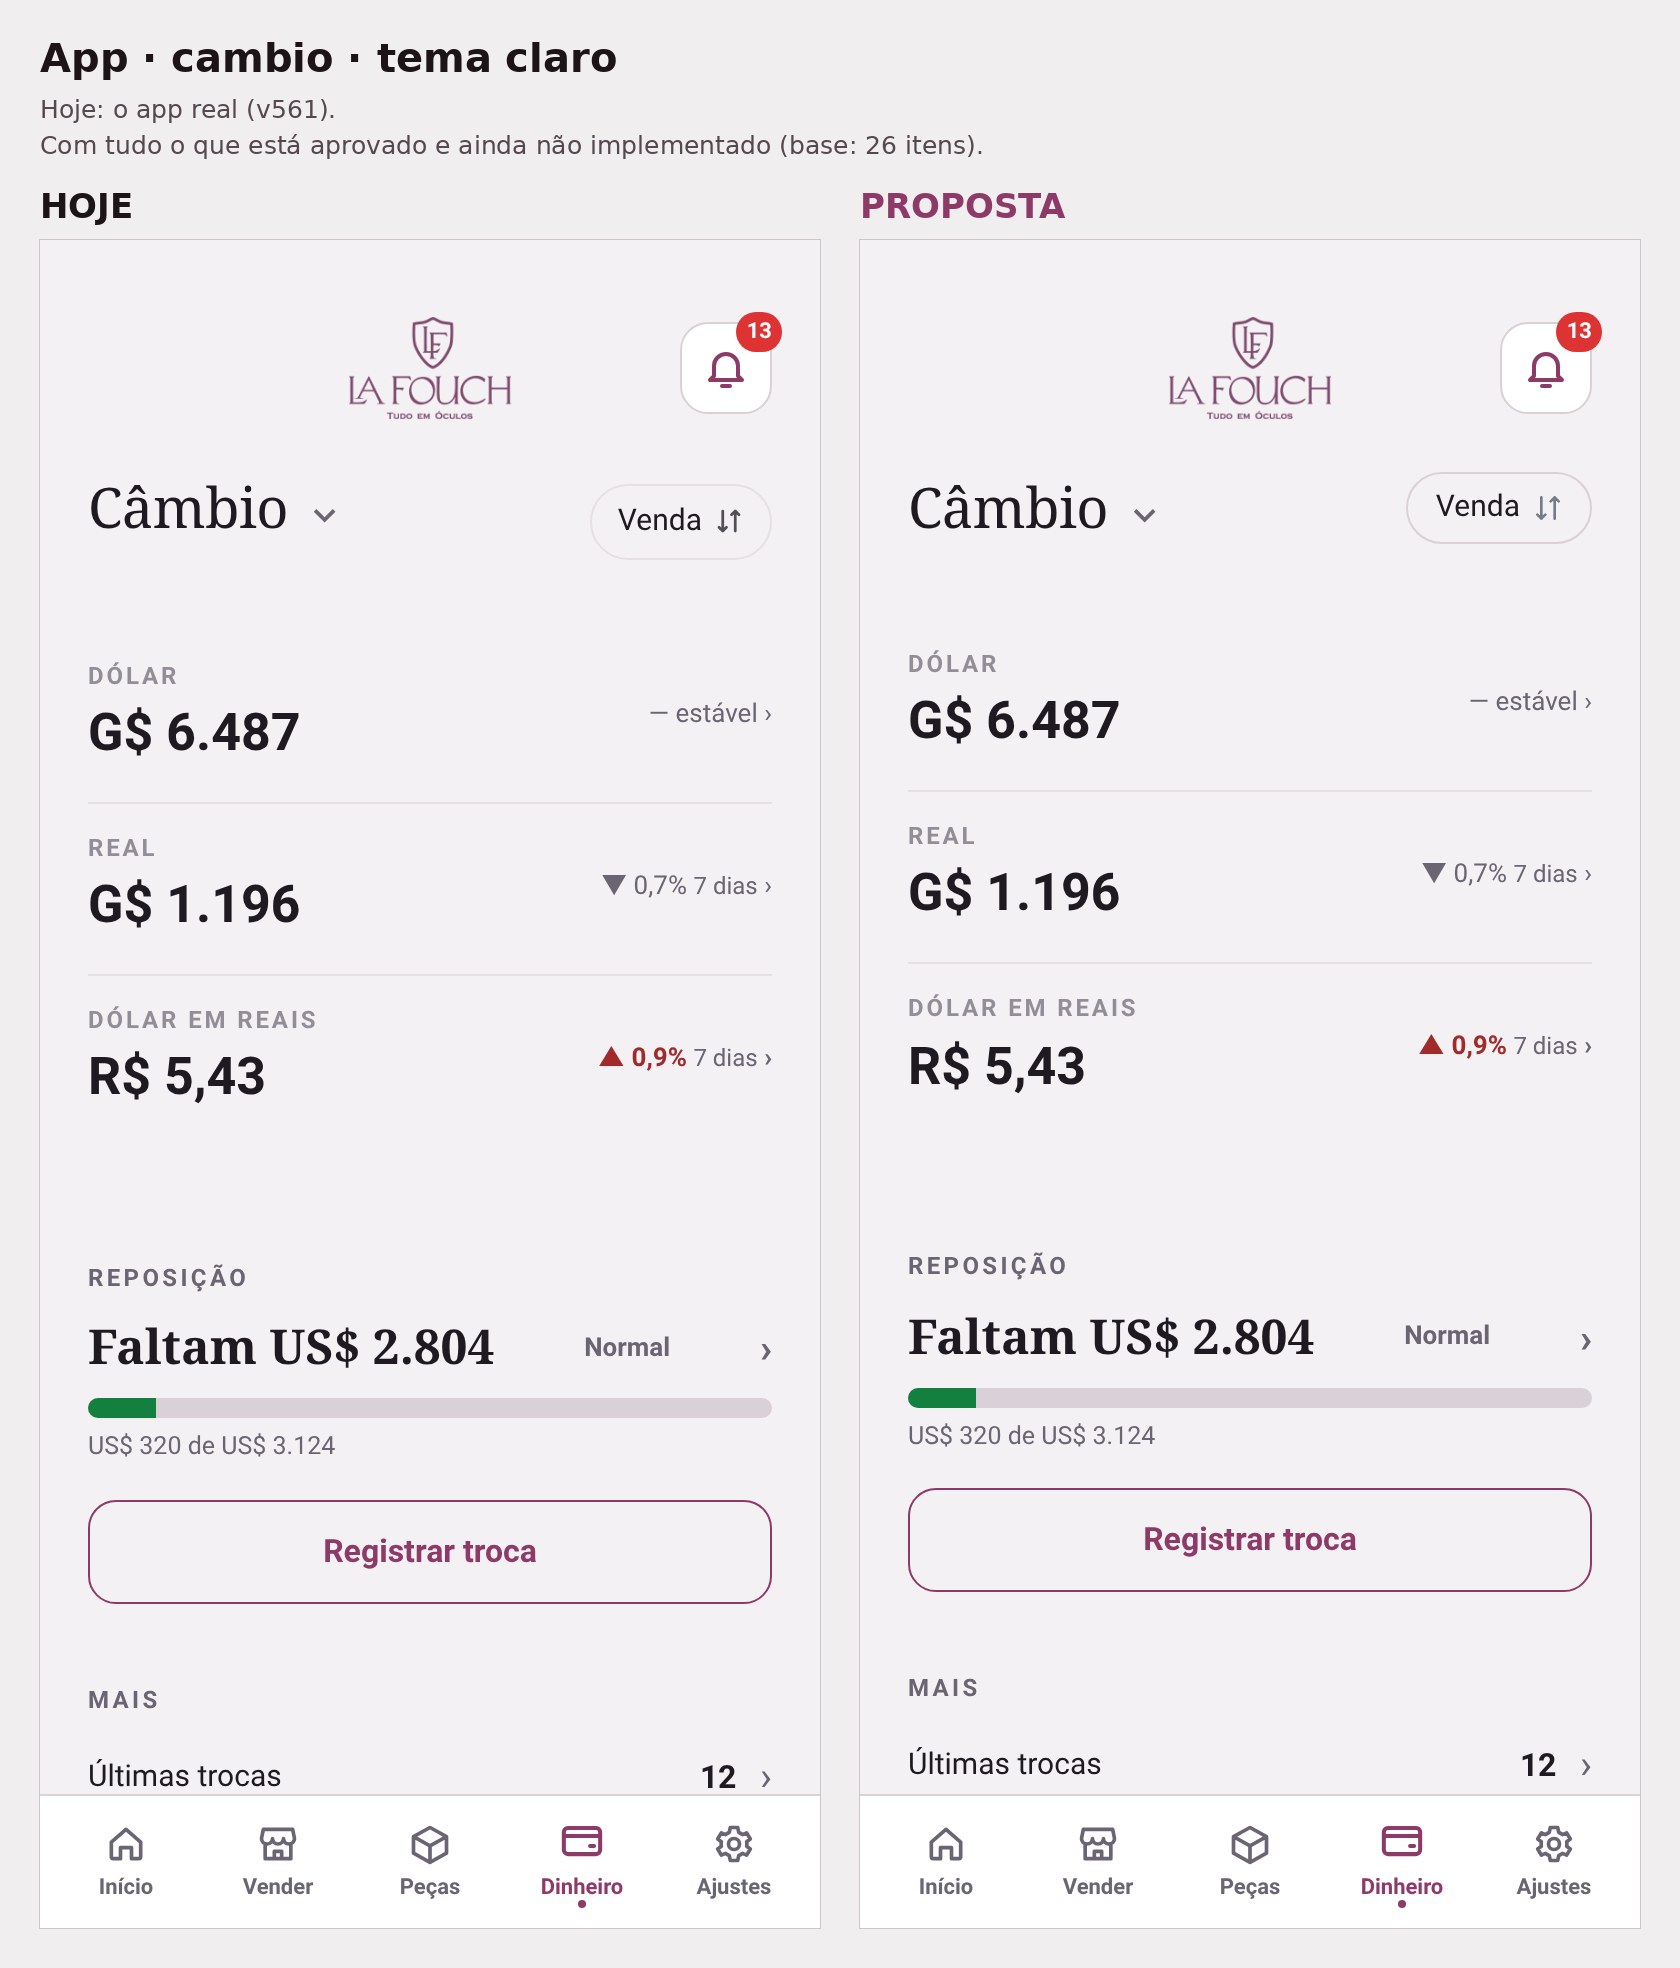 App · cambio · tema claro
Hoje: o app real (v561).
Com tudo o que está aprovado e ainda não implementado (base: 26 itens).
HOJE
LF
LA FOUCH
Tudo em Óculos
13
Câmbio
Venda
DÓLAR
G$ 6.487
— estável ›
REAL
G$ 1.196
▼ 0,7% 7 dias ›
DÓLAR EM REAIS
R$ 5,43
▲ 0,9% 7 dias ›
REPOSIÇÃO
Faltam US$ 2.804 Normal ›
US$ 320 de US$ 3.124
Registrar troca
MAIS
Últimas trocas 12 ›
Início Vender Peças Dinheiro Ajustes
PROPOSTA
LF
LA FOUCH
Tudo em Óculos
13
Câmbio
Venda
DÓLAR
G$ 6.487
— estável ›
REAL
G$ 1.196
▼ 0,7% 7 dias ›
DÓLAR EM REAIS
R$ 5,43
▲ 0,9% 7 dias ›
REPOSIÇÃO
Faltam US$ 2.804 Normal ›
US$ 320 de US$ 3.124
Registrar troca
MAIS
Últimas trocas 12 ›
Início Vender Peças Dinheiro Ajustes